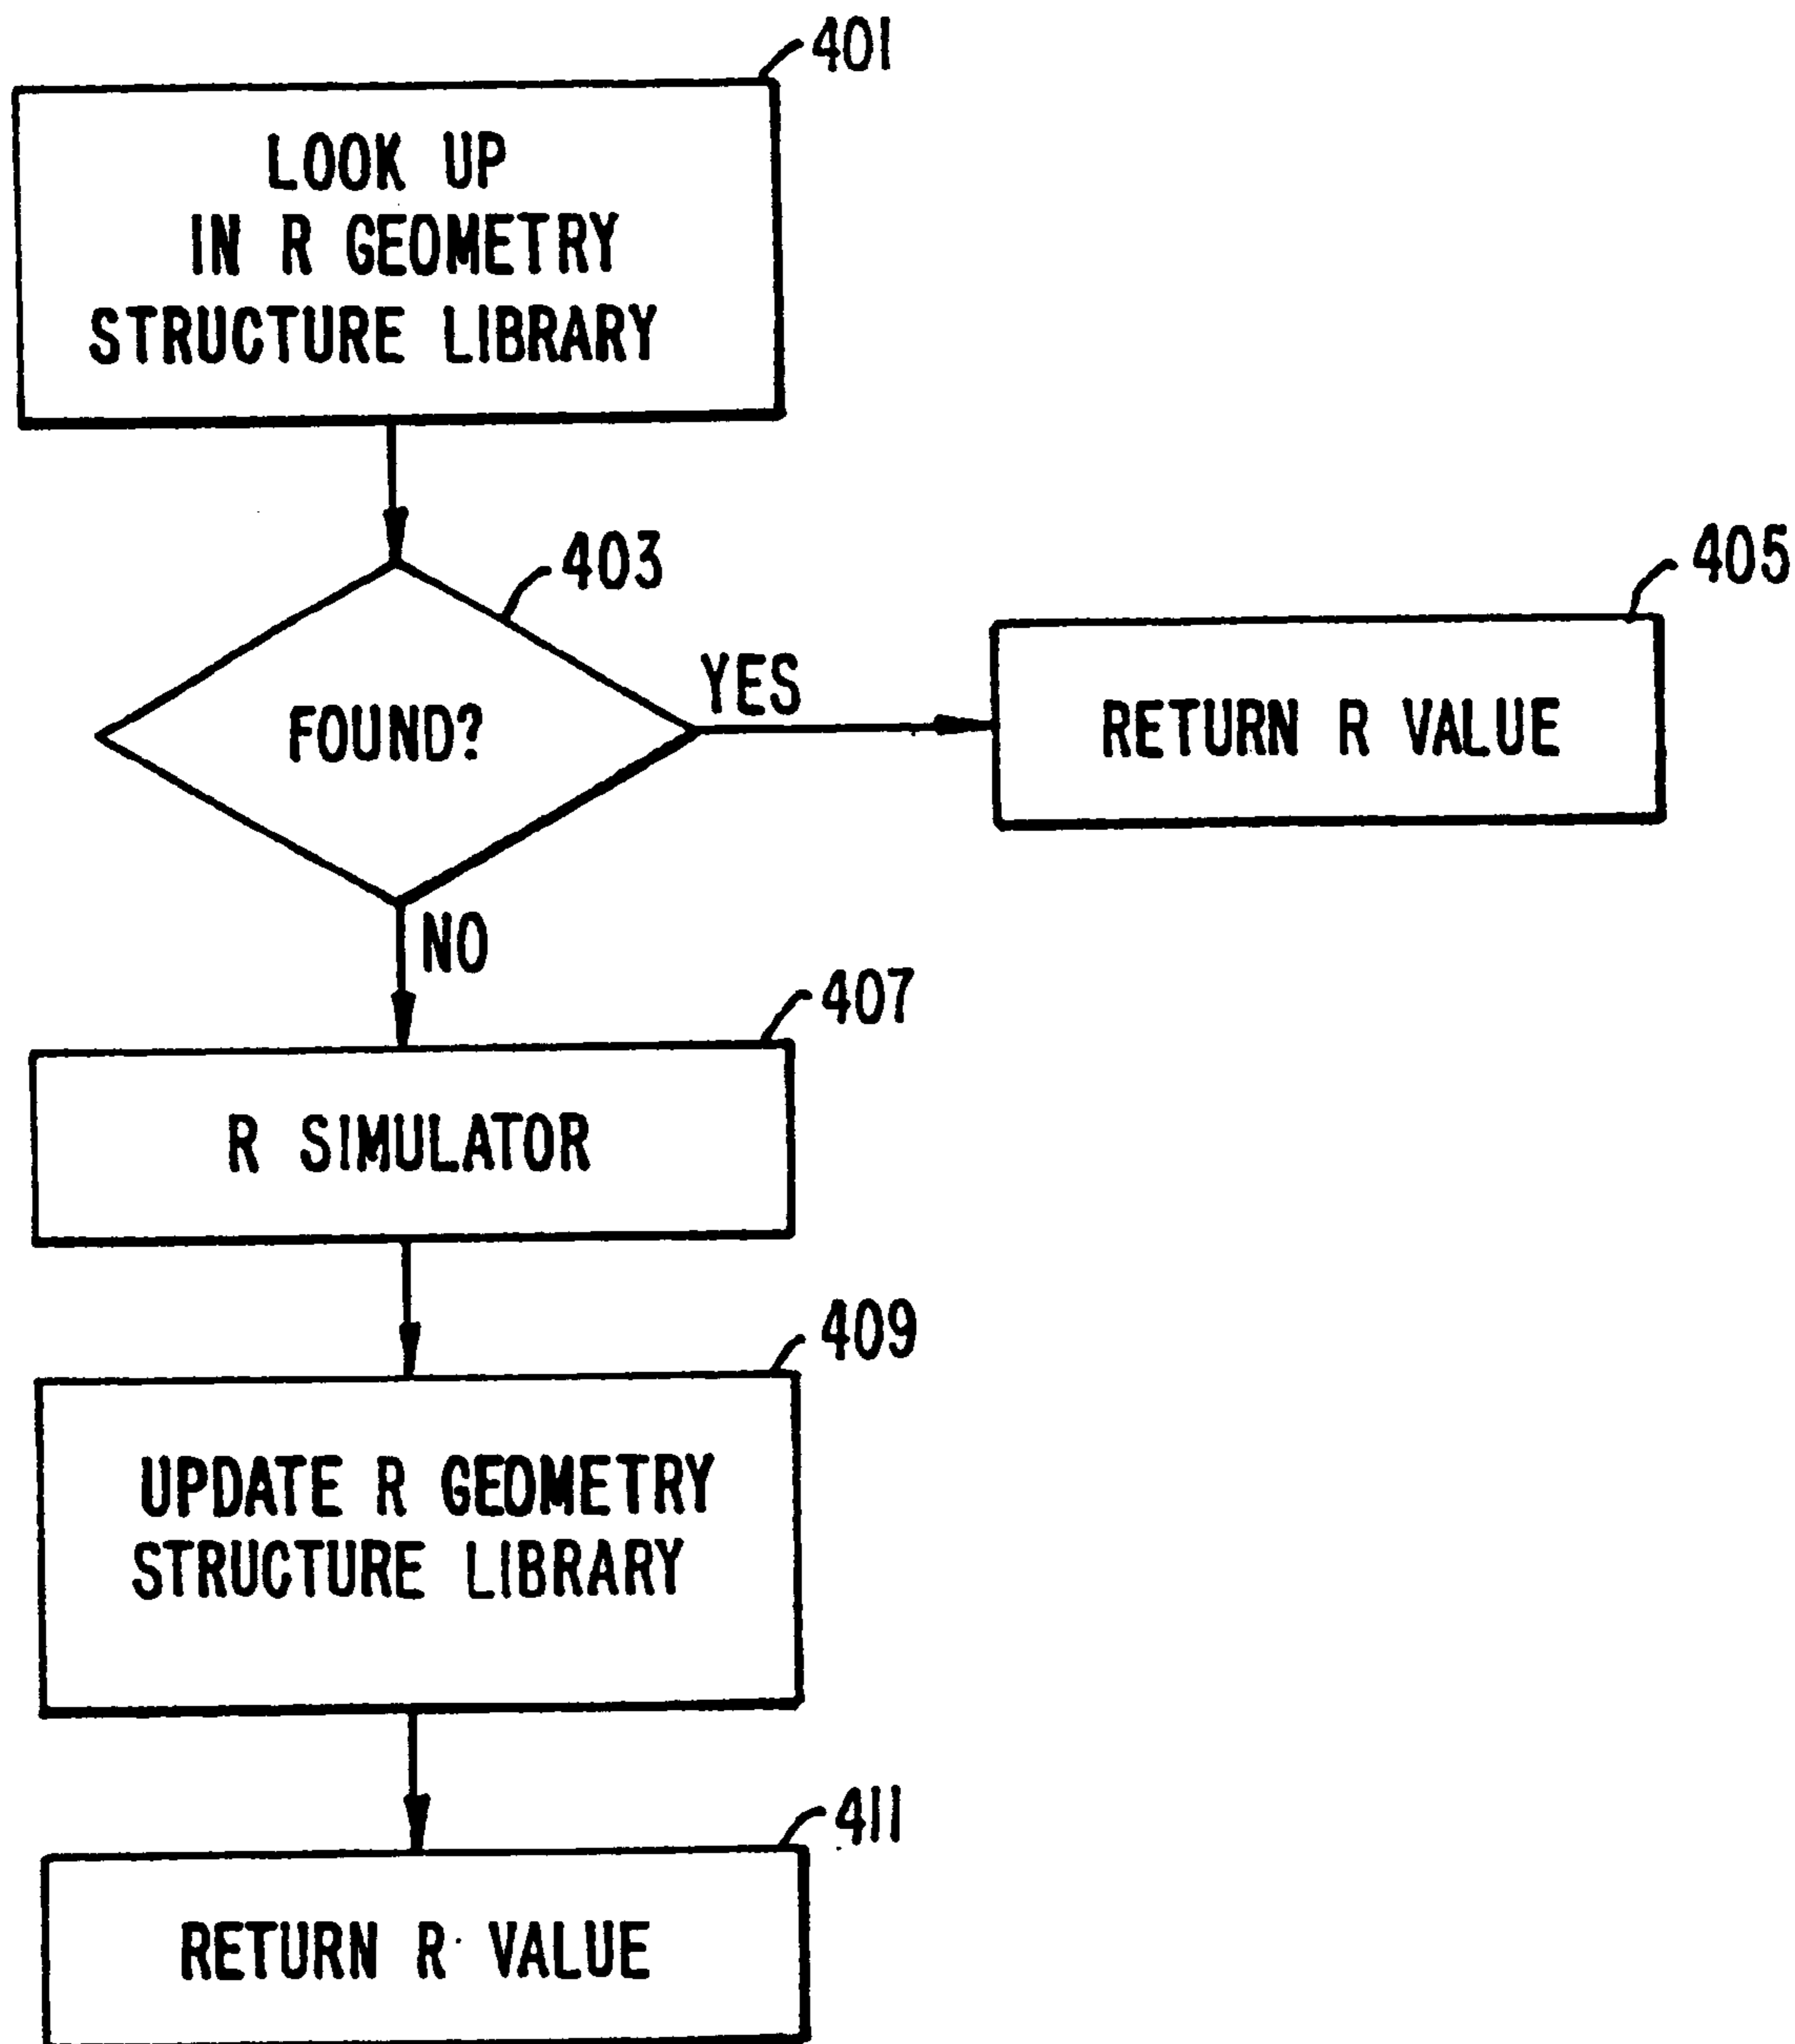 401
LOOK UP
IN R GEOMETRY
STRUCTURE LIBRARY
403
FOUND?
YES
405
RETURN R VALUE
NO
407
R SIMULATOR
409
UPDATE R GEOMETRY
STRUCTURE LIBRARY
411
RETURN R VALUE